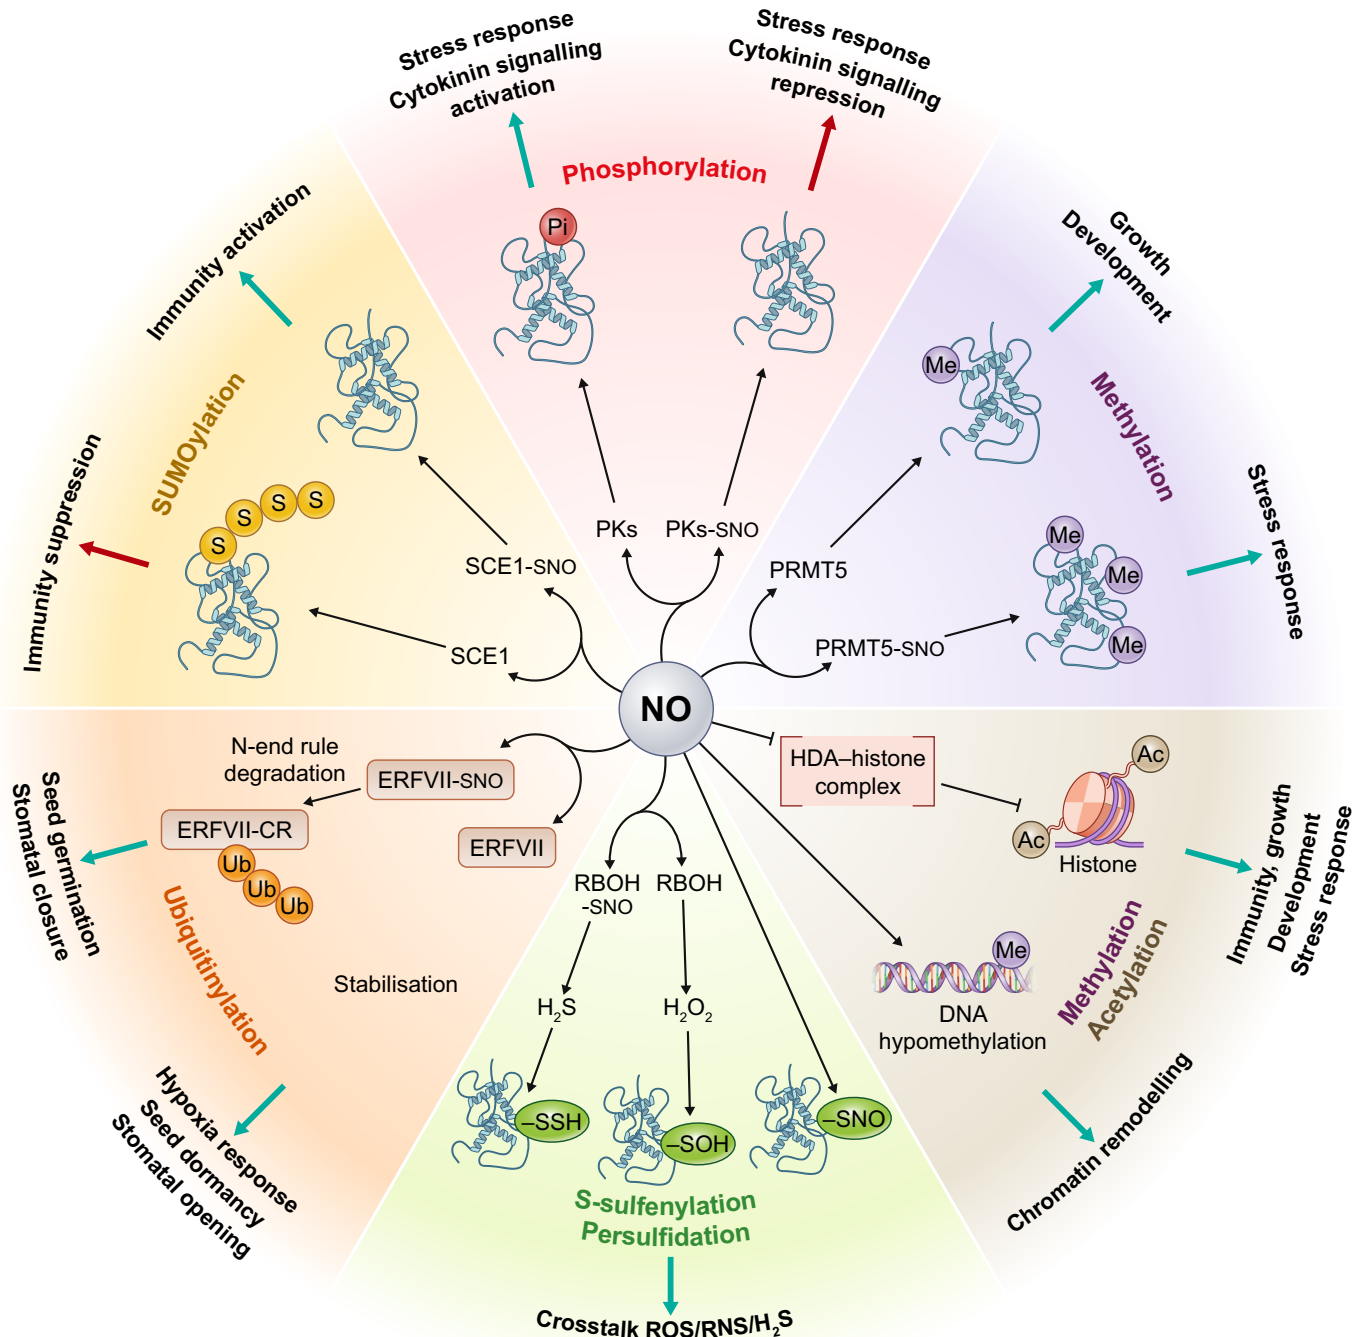 Stress response
Cytokinin signalling
activation
Stress response
Cytokinin signalling
repression
Phosphorylation
Pi
PKs
PKs-SNO
Growth
Development
Methylation
Stress response
Me
Me
Me
Me
PRMT5
PRMT5-SNO
Immunity activation
SUMOylation
Immunity suppression
S
S
S
S
SCE1-SNO
SCE1
NO
N-end rule
degradation
ERFVII-SNO
ERFVII-CR
ERFVII
Ub
Ub
Ub
Seed germination
Stomatal closure
Ubiquitinylation
Stabilisation
Hypoxia response
Seed dormancy
Stomatal opening
RBOH
-SNO
RBOH
H₂S
H₂O₂
–SSH
–SOH
–SNO
S-sulfenylation
Persulfidation
Crosstalk ROS/RNS/H₂S
HDA–histone
complex
Ac
Ac
Histone
Immunity, growth
Development
Stress response
Methylation
Acetylation
Me
DNA
hypomethylation
Chromatin remodelling